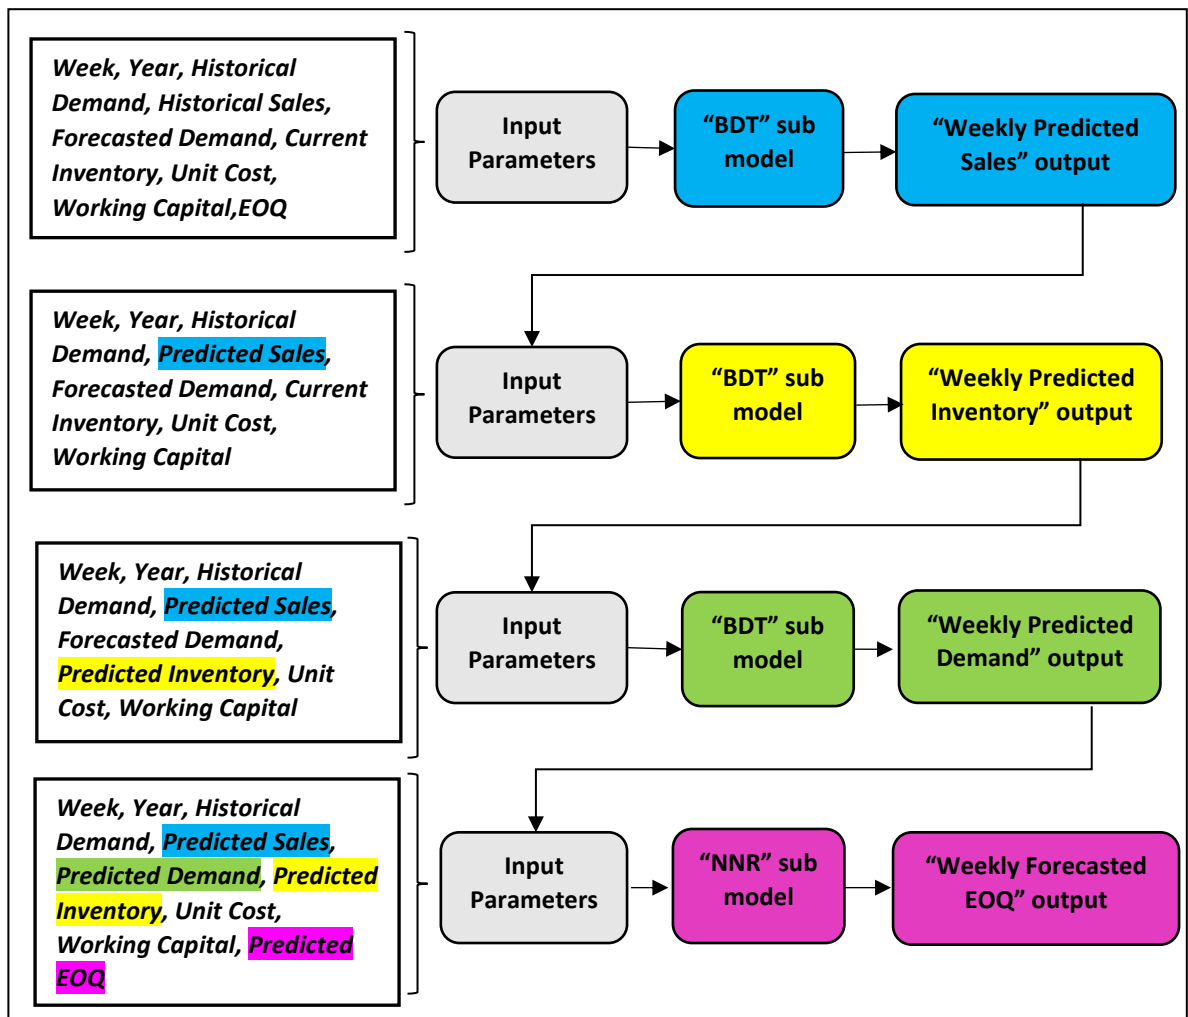 Week, Year, Historical
Demand, Historical Sales,
Forecasted Demand, Current
Inventory, Unit Cost,
Working Capital,EOQ
Input
Parameters
“BDT” sub
model
“Weekly Predicted
Sales” output
Week, Year, Historical
Demand, Predicted Sales,
Forecasted Demand, Current
Inventory, Unit Cost,
Working Capital
Input
Parameters
“BDT” sub
model
“Weekly Predicted
Inventory” output
Week, Year, Historical
Demand, Predicted Sales,
Forecasted Demand,
Predicted Inventory, Unit
Cost, Working Capital
Input
Parameters
“BDT” sub
model
“Weekly Predicted
Demand” output
Week, Year, Historical
Demand, Predicted Sales,
Predicted Demand, Predicted
Inventory, Unit Cost,
Working Capital, Predicted
EOQ
Input
Parameters
“NNR” sub
model
“Weekly Forecasted
EOQ” output